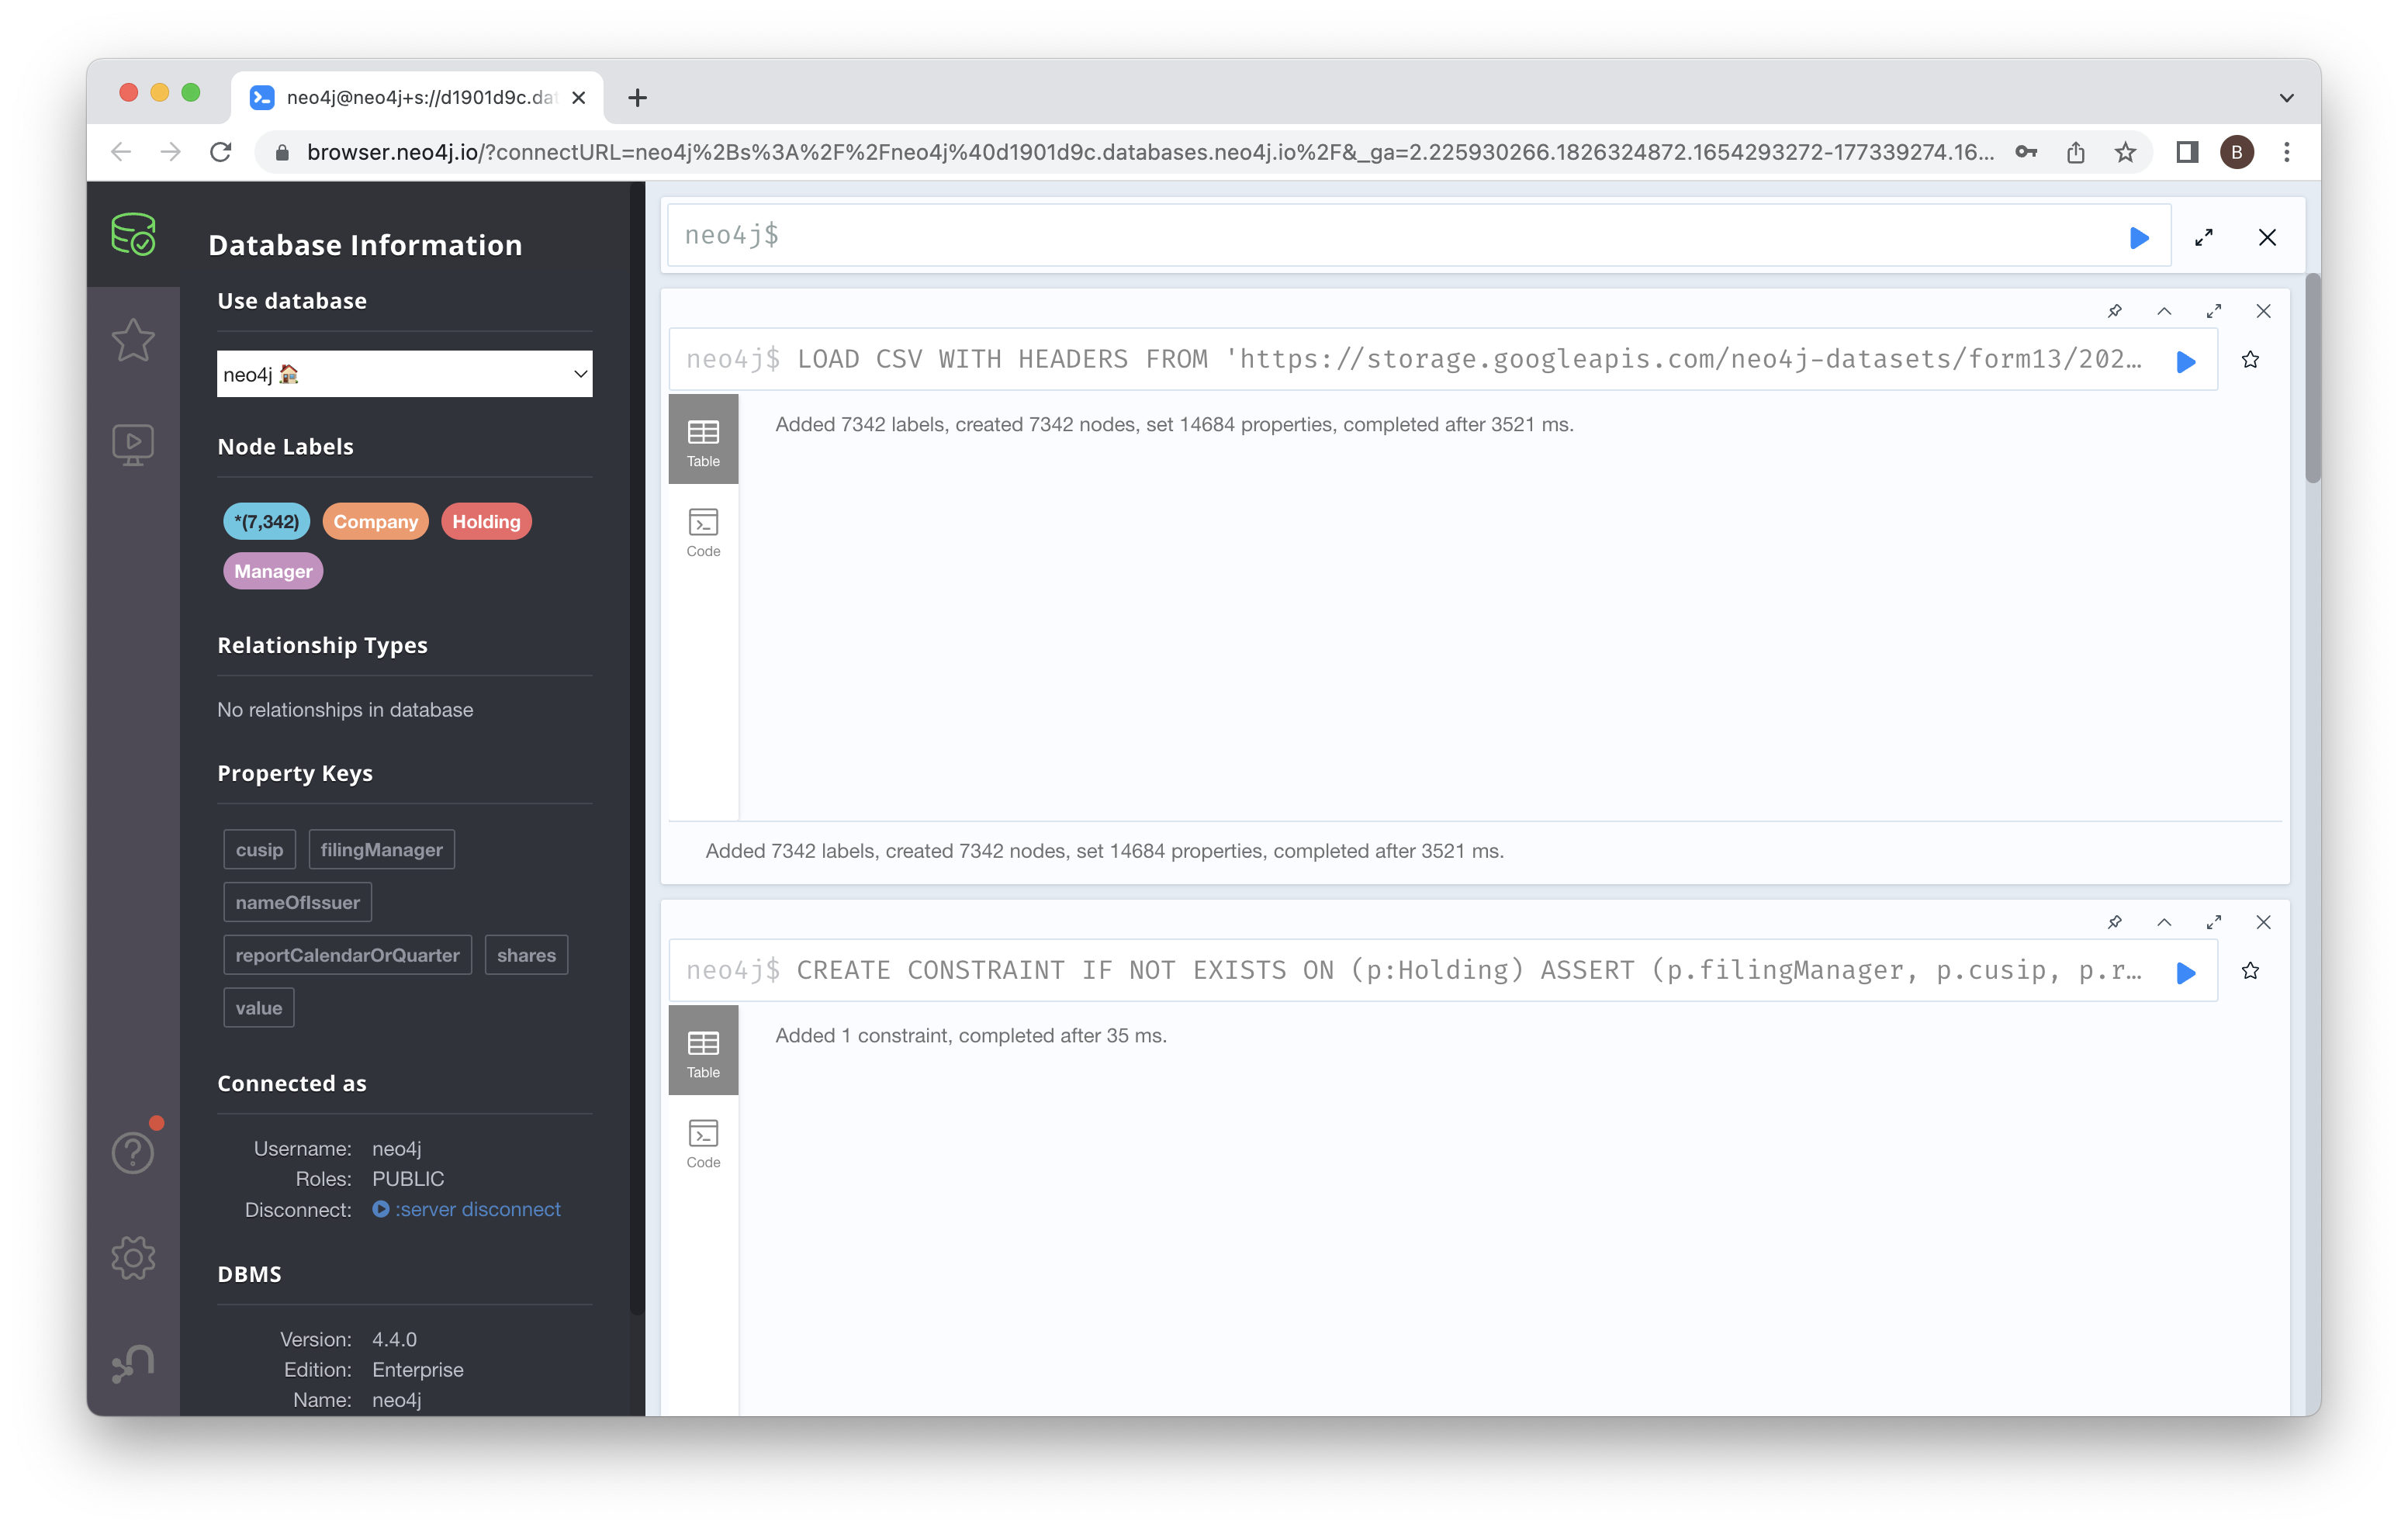 neo4j@neo4j+s://d1901d9c.dat
browser.neo4j.io/?connectURL=neo4j%2Bs%3A%2F%2Fneo4j%40d1901d9c.databases.neo4j.io%2F&_ga=2.225930266.1826324872.1654293272-177339274.16...
B
Database Information
Use database
neo4j
Node Labels
*(7,342) Company Holding
Manager
Relationship Types
No relationships in database
Property Keys
cusip filingManager
nameOfIssuer
reportCalendarOrQuarter shares
value
Connected as
Username: neo4j
Roles: PUBLIC
Disconnect: :server disconnect
DBMS
Version: 4.4.0
Edition: Enterprise
Name: neo4j
neo4j$
neo4j$ LOAD CSV WITH HEADERS FROM 'https://storage.googleapis.com/neo4j-datasets/form13/202...
Table
Code
Added 7342 labels, created 7342 nodes, set 14684 properties, completed after 3521 ms.
Added 7342 labels, created 7342 nodes, set 14684 properties, completed after 3521 ms.
neo4j$ CREATE CONSTRAINT IF NOT EXISTS ON (p:Holding) ASSERT (p.filingManager, p.cusip, p.r...
Table
Code
Added 1 constraint, completed after 35 ms.